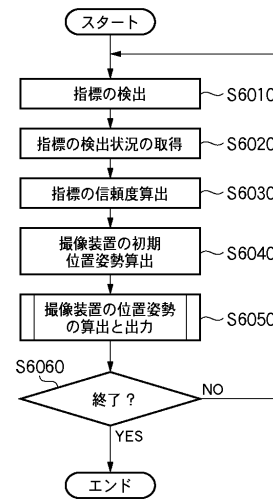 スタート
指標の検出
S6010
指標の検出状況の取得
S6020
指標の信頼度算出
S6030
撮像装置の初期
位置姿勢算出
S6040
撮像装置の位置姿勢
の算出と出力
S6050
S6060
終了?
NO
YES
エンド